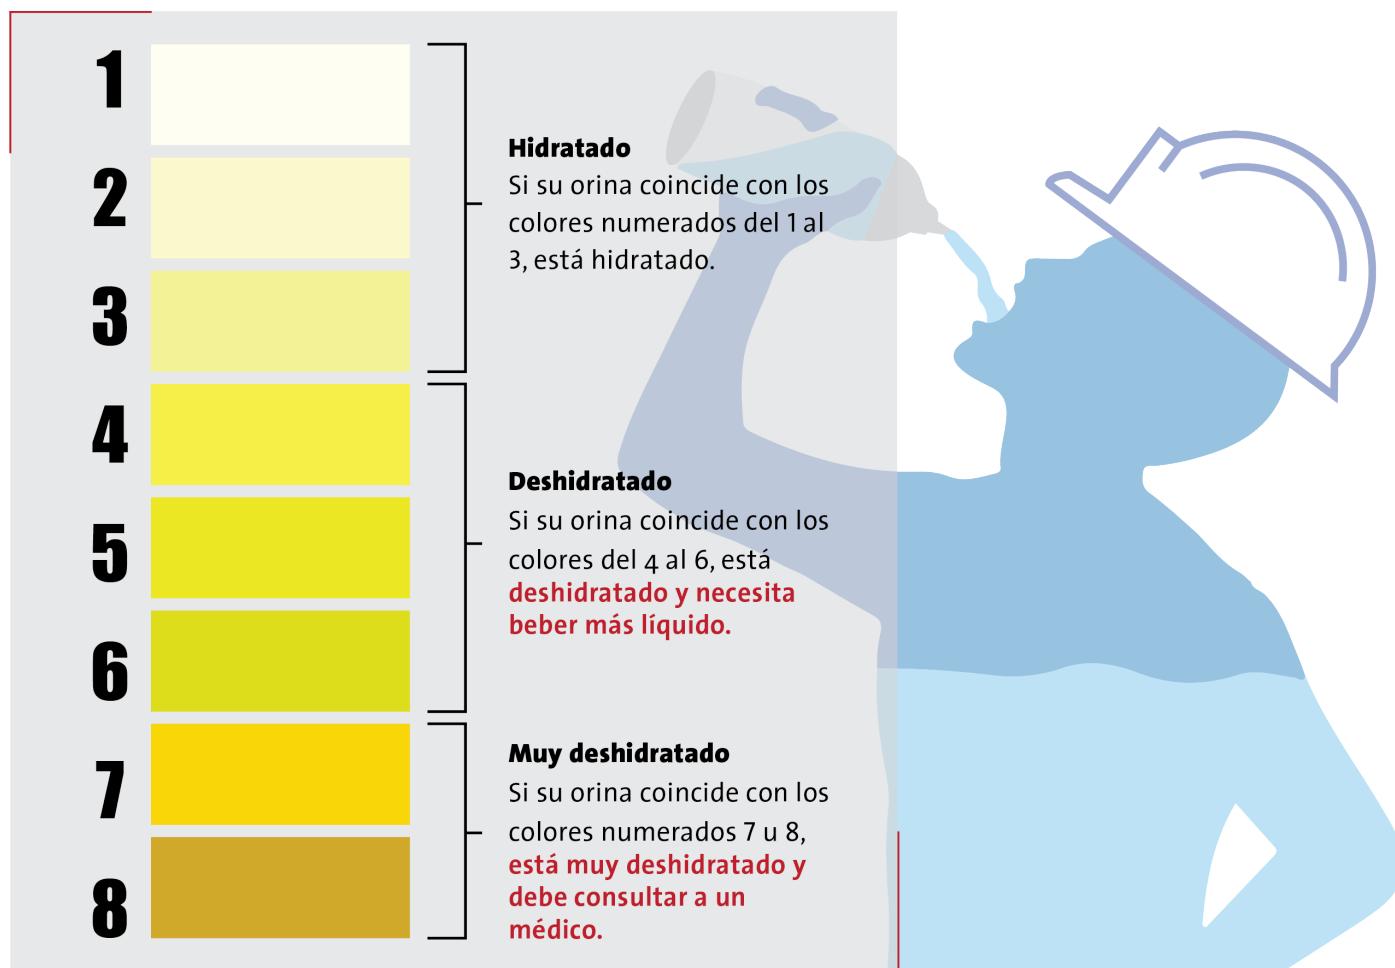 1
2
3
4
5
6
7
8
Hidratado
Si su orina coincide con los
colores numerados del 1 al
3, está hidratado.
Deshidratado
Si su orina coincide con los
colores del 4 al 6, está
deshidratado y necesita
beber más líquido.
Muy deshidratado
Si su orina coincide con los
colores numerados 7 u 8,
está muy deshidratado y
debe consultar a un
médico.